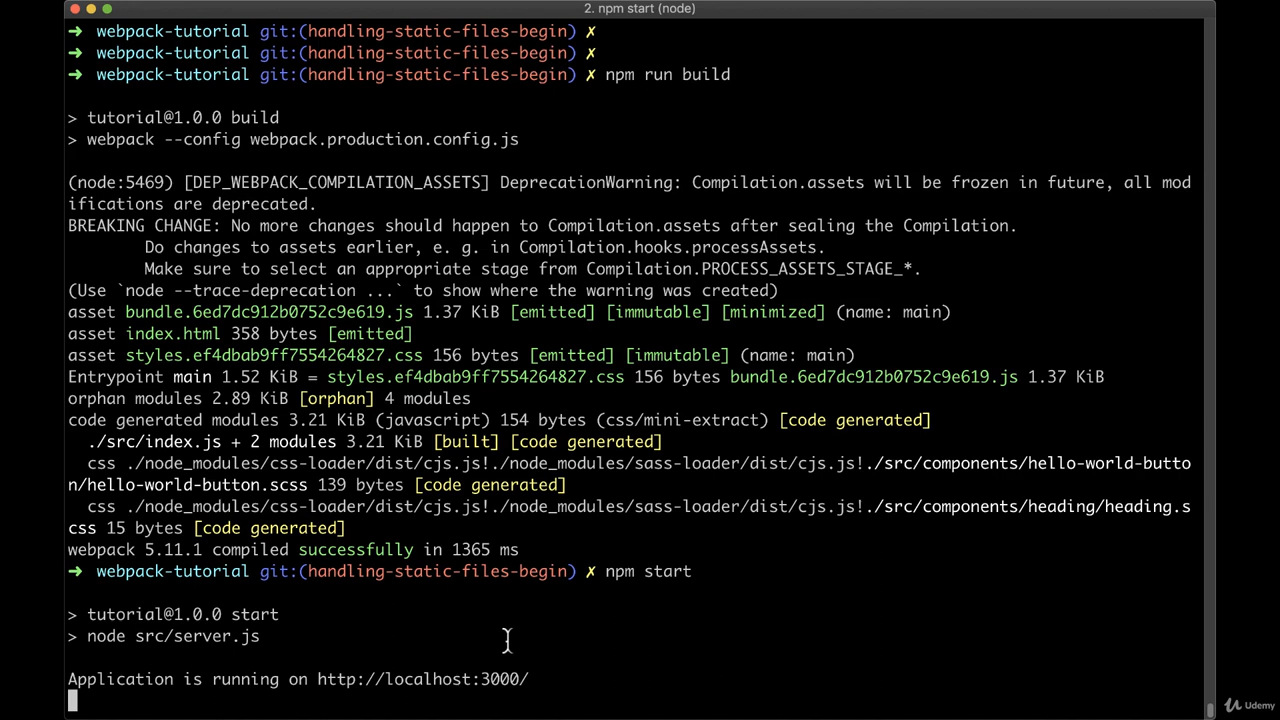 2. npm start (node)
➜ webpack-tutorial git:(handling-static-files-begin) ✗
➜ webpack-tutorial git:(handling-static-files-begin) ✗
➜ webpack-tutorial git:(handling-static-files-begin) ✗ npm run build
> tutorial@1.0.0 build
> webpack --config webpack.production.config.js
(node:5469) [DEP_WEBPACK_COMPILATION_ASSETS] DeprecationWarning: Compilation.assets will be frozen in future, all mod
ifications are deprecated.
BREAKING CHANGE: No more changes should happen to Compilation.assets after sealing the Compilation.
Do changes to assets earlier, e. g. in Compilation.hooks.processAssets.
Make sure to select an appropriate stage from Compilation.PROCESS_ASSETS_STAGE_*.
(Use `node --trace-deprecation ...` to show where the warning was created)
asset bundle.6ed7dc912b0752c9e619.js 1.37 KiB [emitted] [immutable] [minimized] (name: main)
asset index.html 358 bytes [emitted]
asset styles.ef4dbab9ff7554264827.css 156 bytes [emitted] [immutable] (name: main)
Entrypoint main 1.52 KiB = styles.ef4dbab9ff7554264827.css 156 bytes bundle.6ed7dc912b0752c9e619.js 1.37 KiB
orphan modules 2.89 KiB [orphan] 4 modules
code generated modules 3.21 KiB (javascript) 154 bytes (css/mini-extract) [code generated]
./src/index.js + 2 modules 3.21 KiB [built] [code generated]
css ./node_modules/css-loader/dist/cjs.js!./node_modules/sass-loader/dist/cjs.js!./src/components/hello-world-butto
n/hello-world-button.scss 139 bytes [code generated]
css ./node_modules/css-loader/dist/cjs.js!./node_modules/sass-loader/dist/cjs.js!./src/components/heading/heading.s
css 15 bytes [code generated]
webpack 5.11.1 compiled successfully in 1365 ms
➜ webpack-tutorial git:(handling-static-files-begin) ✗ npm start
> tutorial@1.0.0 start
> node src/server.js
Application is running on http://localhost:3000/
Udemy